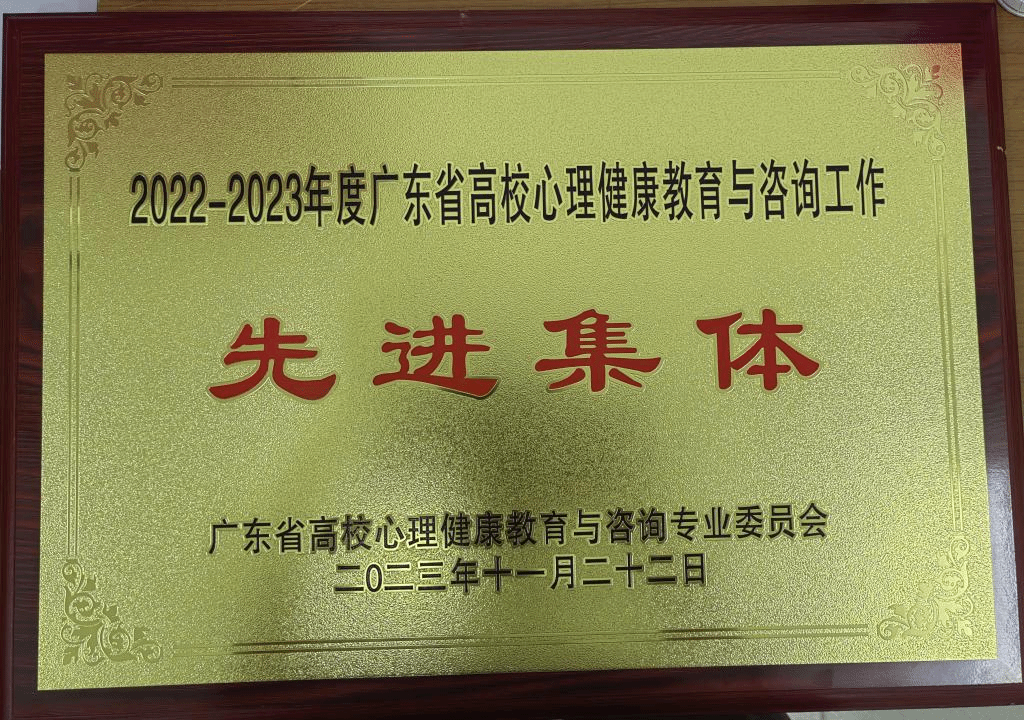 2022-2023年度广东省高校心理健康教育与咨询工作
先进集体
广东省高校心理健康教育与咨询专业委员会
二0二三年十一月二十二日